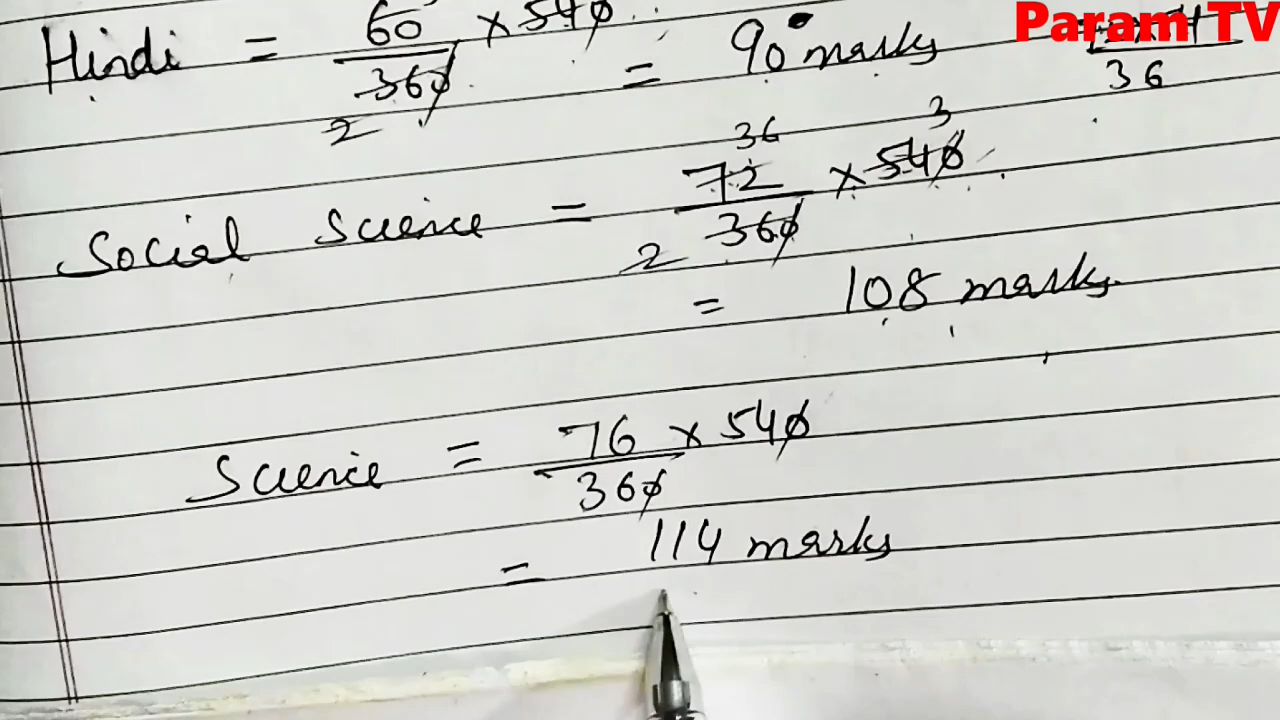 Param TV
Hindi = 60/360 × 540
= 90 marks
36
36 3
Social Science = 72/360 × 540
2
= 108 marks
Science = 76/360 × 540
= 114 marks